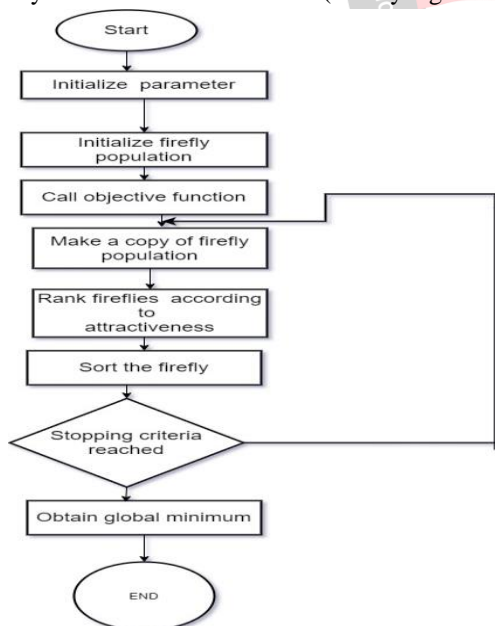 Start
Initialize parameter
Initialize firefly
population
Call objective function
Make a copy of firefly
population
Rank fireflies according
to
attractiveness
Sort the firefly
Stopping criteria
reached
Obtain global minimum
END